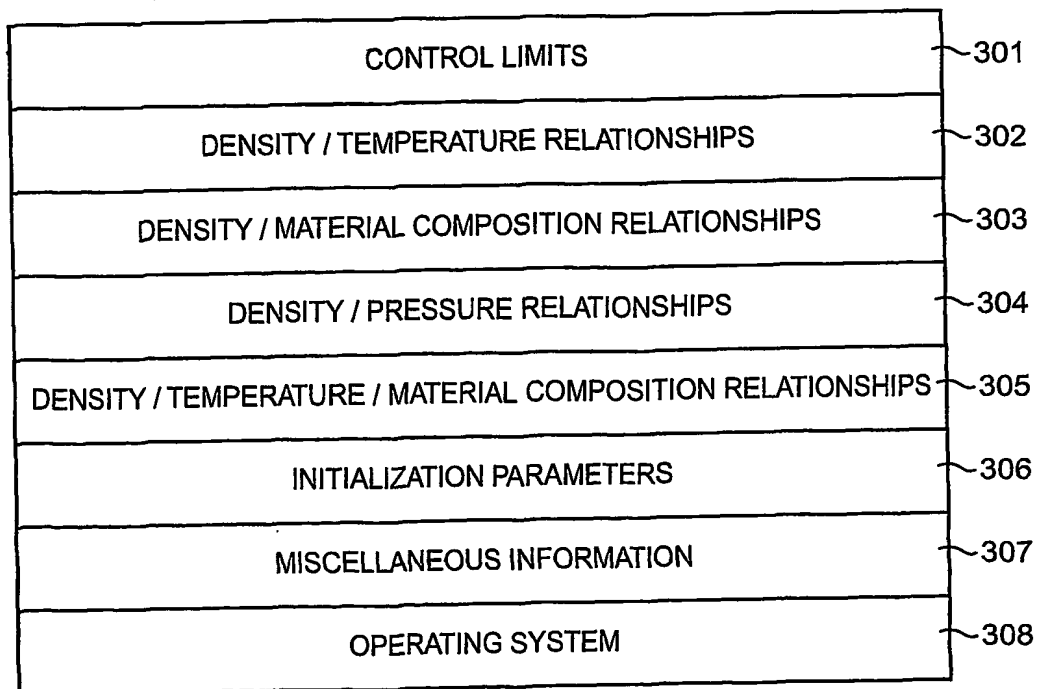 CONTROL LIMITS 301
DENSITY / TEMPERATURE RELATIONSHIPS 302
DENSITY / MATERIAL COMPOSITION RELATIONSHIPS 303
DENSITY / PRESSURE RELATIONSHIPS 304
DENSITY / TEMPERATURE / MATERIAL COMPOSITION RELATIONSHIPS 305
INITIALIZATION PARAMETERS 306
MISCELLANEOUS INFORMATION 307
OPERATING SYSTEM 308